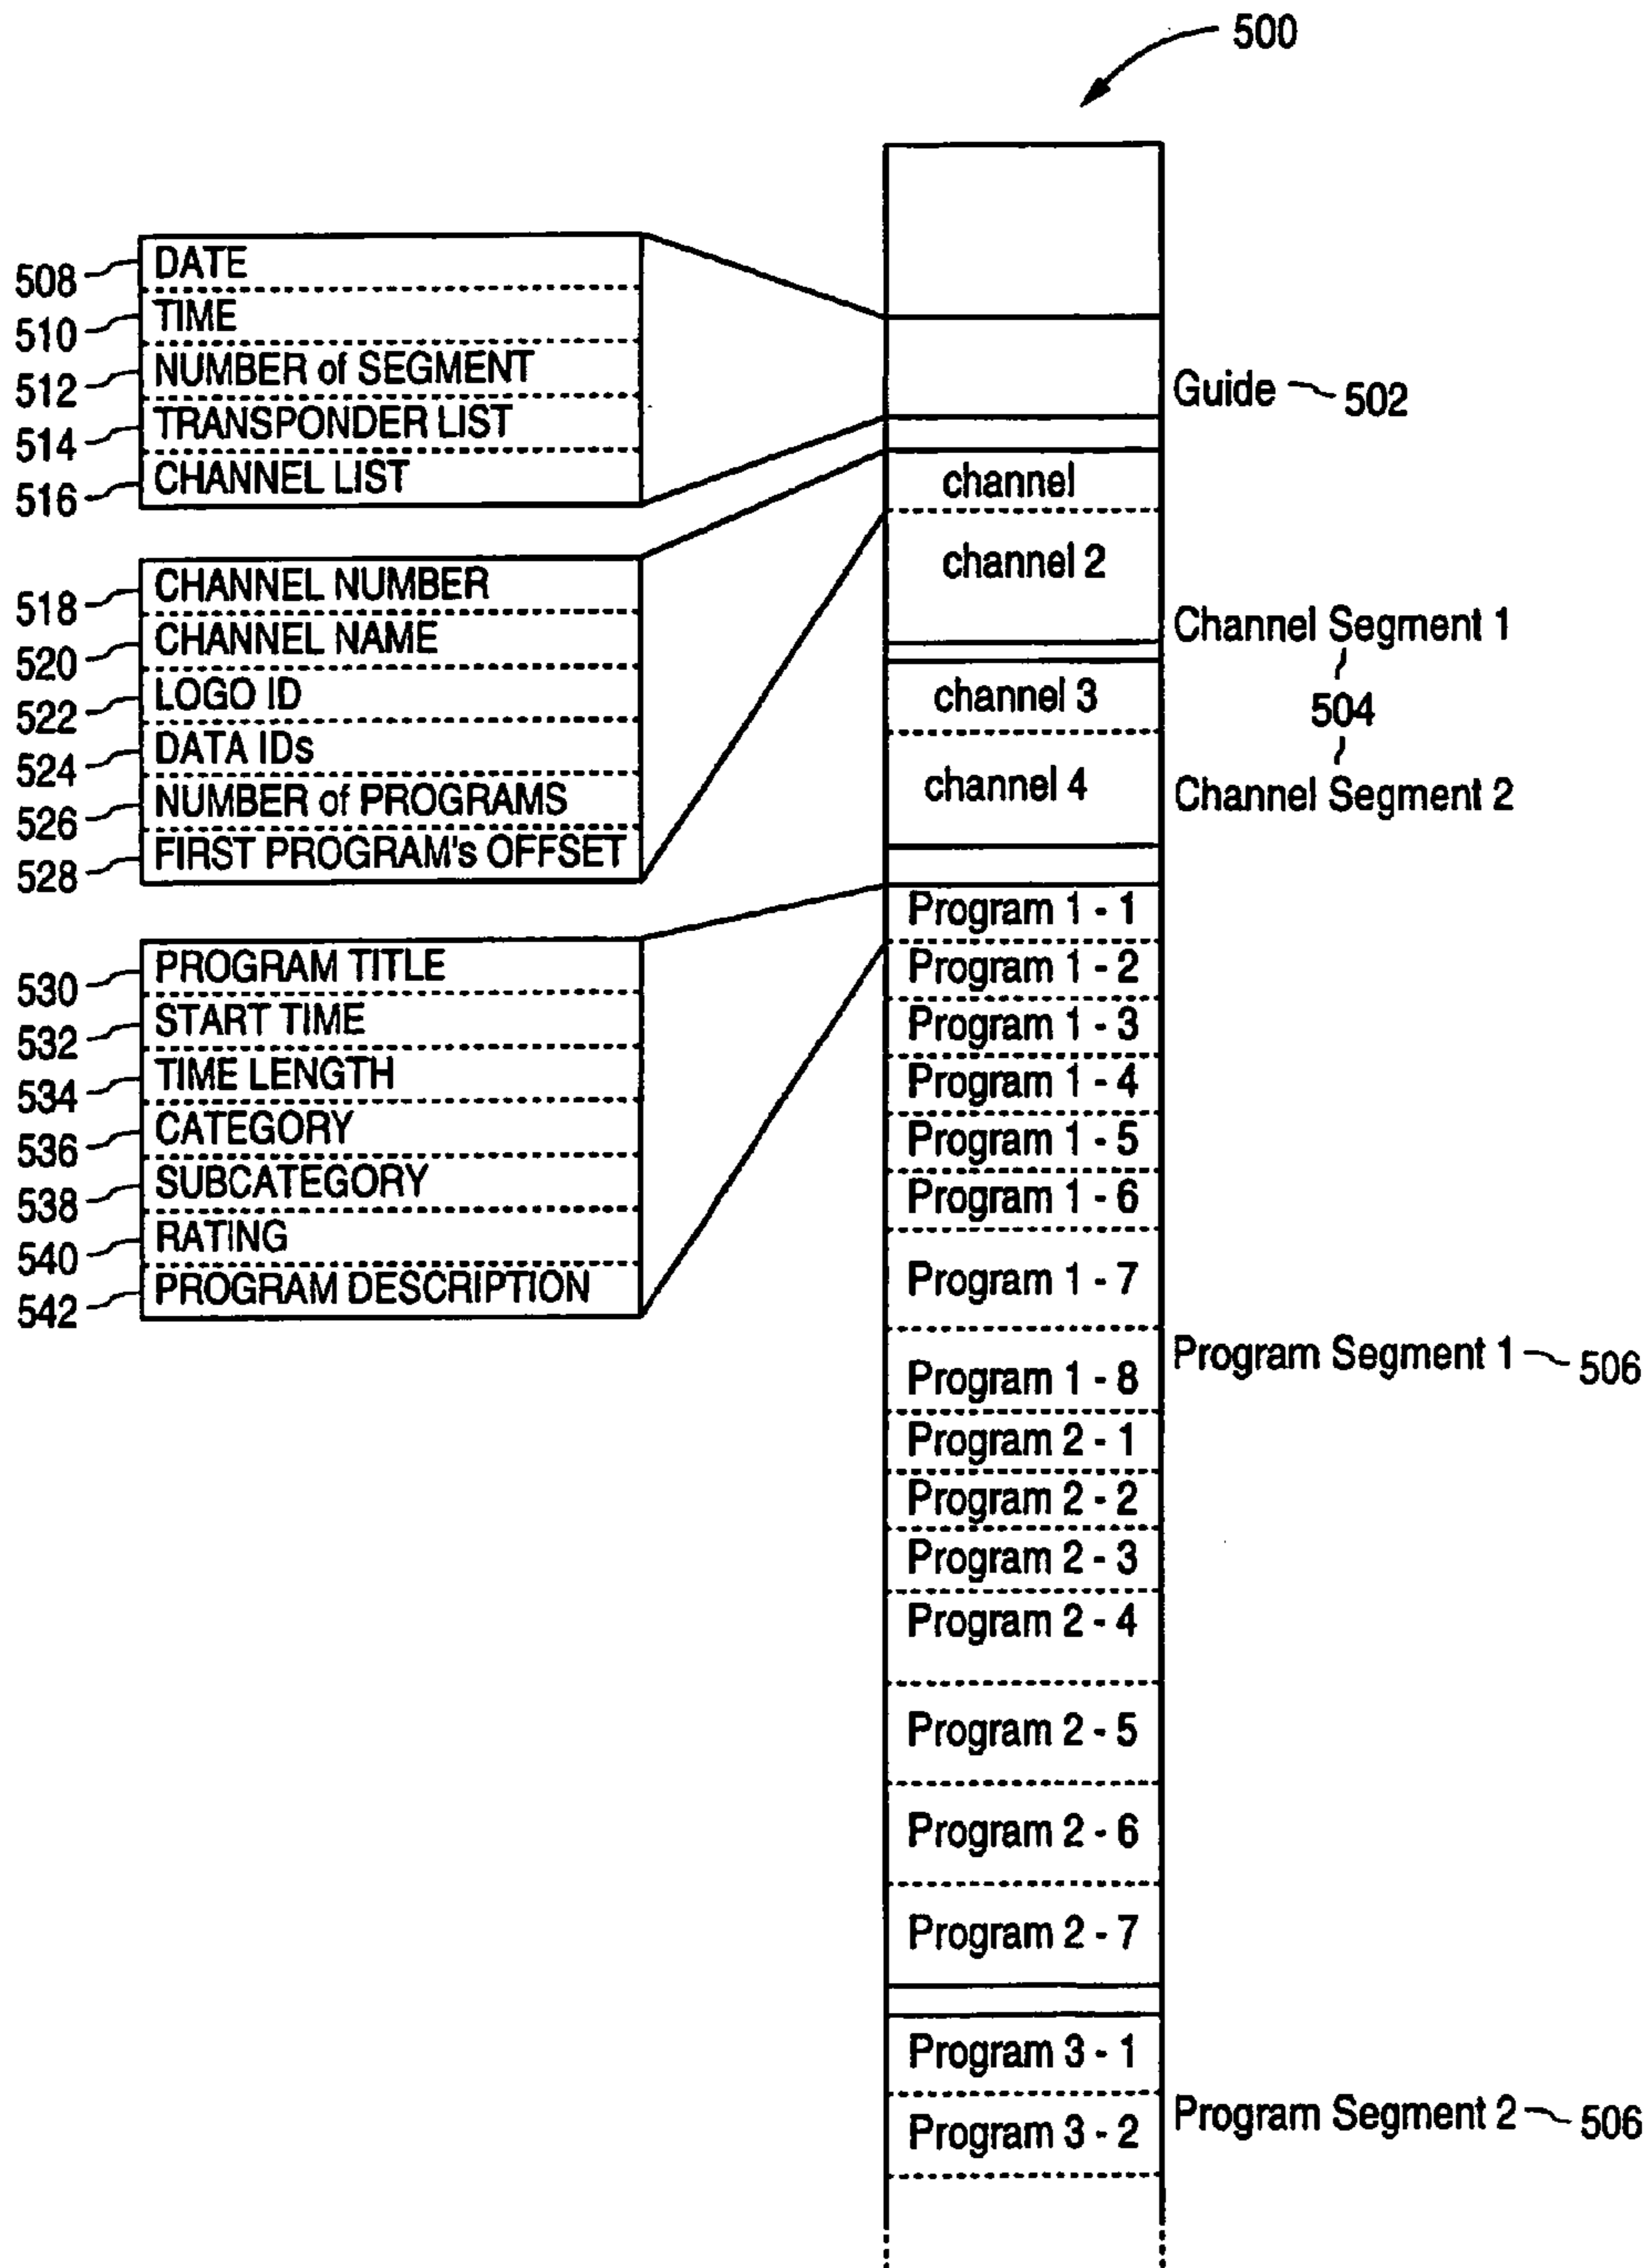 500
508 DATE
510 TIME
512 NUMBER of SEGMENT
514 TRANSPONDER LIST
516 CHANNEL LIST
Guide 502
518 CHANNEL NUMBER
520 CHANNEL NAME
522 LOGO ID
524 DATA IDs
526 NUMBER of PROGRAMS
528 FIRST PROGRAM's OFFSET
channel
channel 2
Channel Segment 1
504
channel 3
channel 4
Channel Segment 2
530 PROGRAM TITLE
532 START TIME
534 TIME LENGTH
536 CATEGORY
538 SUBCATEGORY
540 RATING
542 PROGRAM DESCRIPTION
Program 1 - 1
Program 1 - 2
Program 1 - 3
Program 1 - 4
Program 1 - 5
Program 1 - 6
Program 1 - 7
Program 1 - 8
Program Segment 1 506
Program 2 - 1
Program 2 - 2
Program 2 - 3
Program 2 - 4
Program 2 - 5
Program 2 - 6
Program 2 - 7
Program 3 - 1
Program 3 - 2
Program Segment 2 506